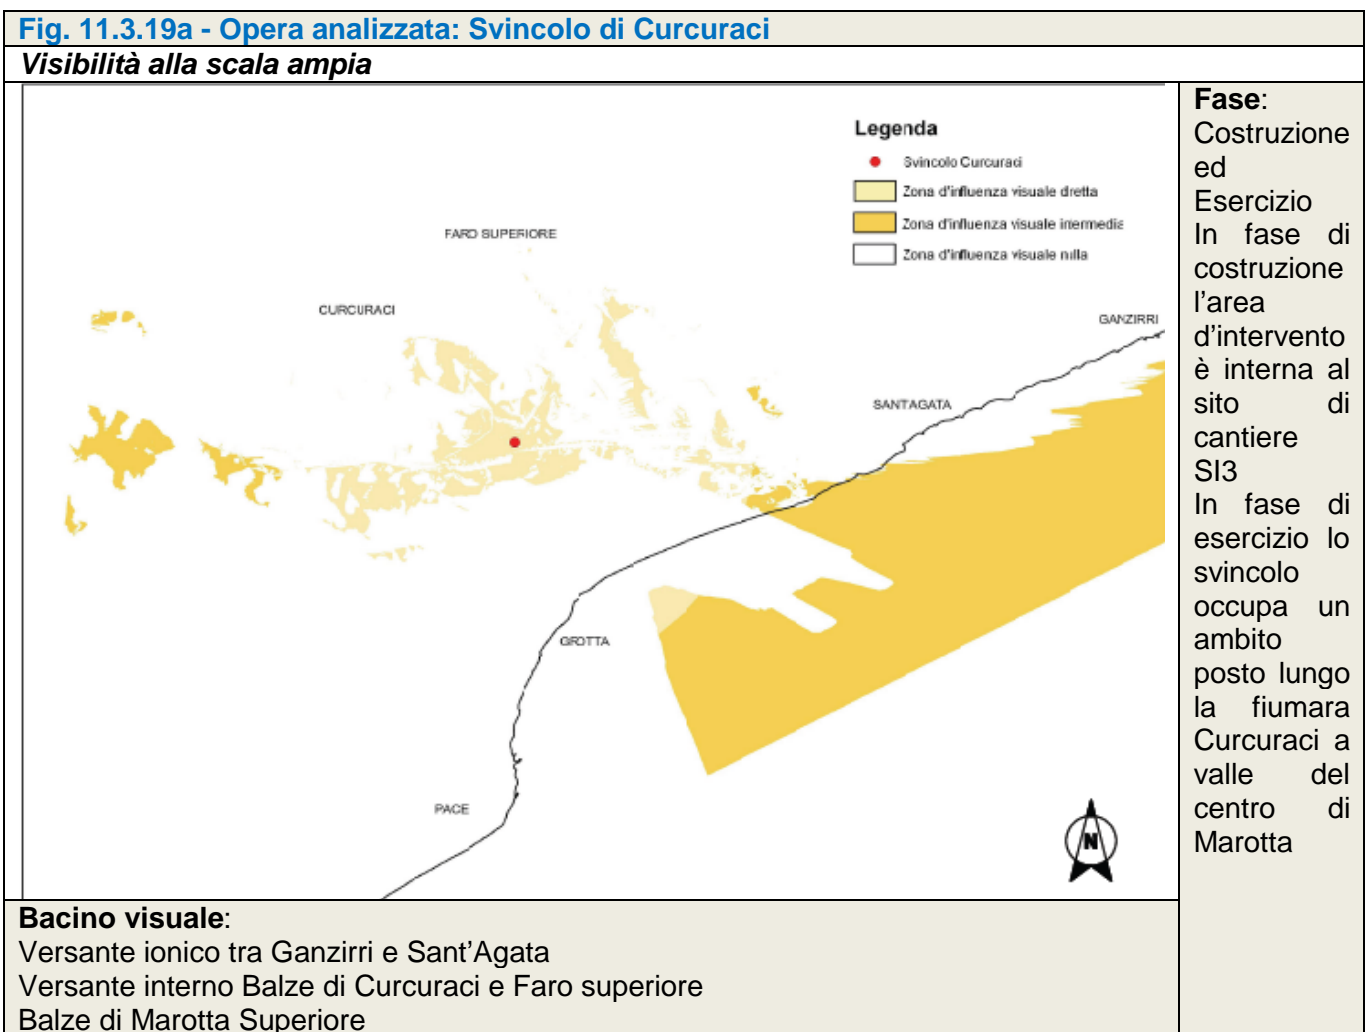 Fig. 11.3.19a - Opera analizzata: Svincolo di Curcuraci
Visibilità alla scala ampia
Legenda
Svincolo Curcuraci
Zona d'influenza visuale dretta
Zona d'influenza visuale intermedia
Zona d'influenza visuale nulla
FARO SUPERIORE
CURCURACI
GANZIRRI
SANTAGATA
GROTTA
PACE
N
Fase:
Costruzione
ed
Esercizio
In fase di
costruzione
l'area
d'intervento
è interna al
sito di
cantiere
SI3
In fase di
esercizio lo
svincolo
occupa un
ambito
posto lungo
la fiumara
Curcuraci a
valle del
centro di
Marotta
Bacino visuale:
Versante ionico tra Ganzirri e Sant'Agata
Versante interno Balze di Curcuraci e Faro superiore
Balze di Marotta Superiore